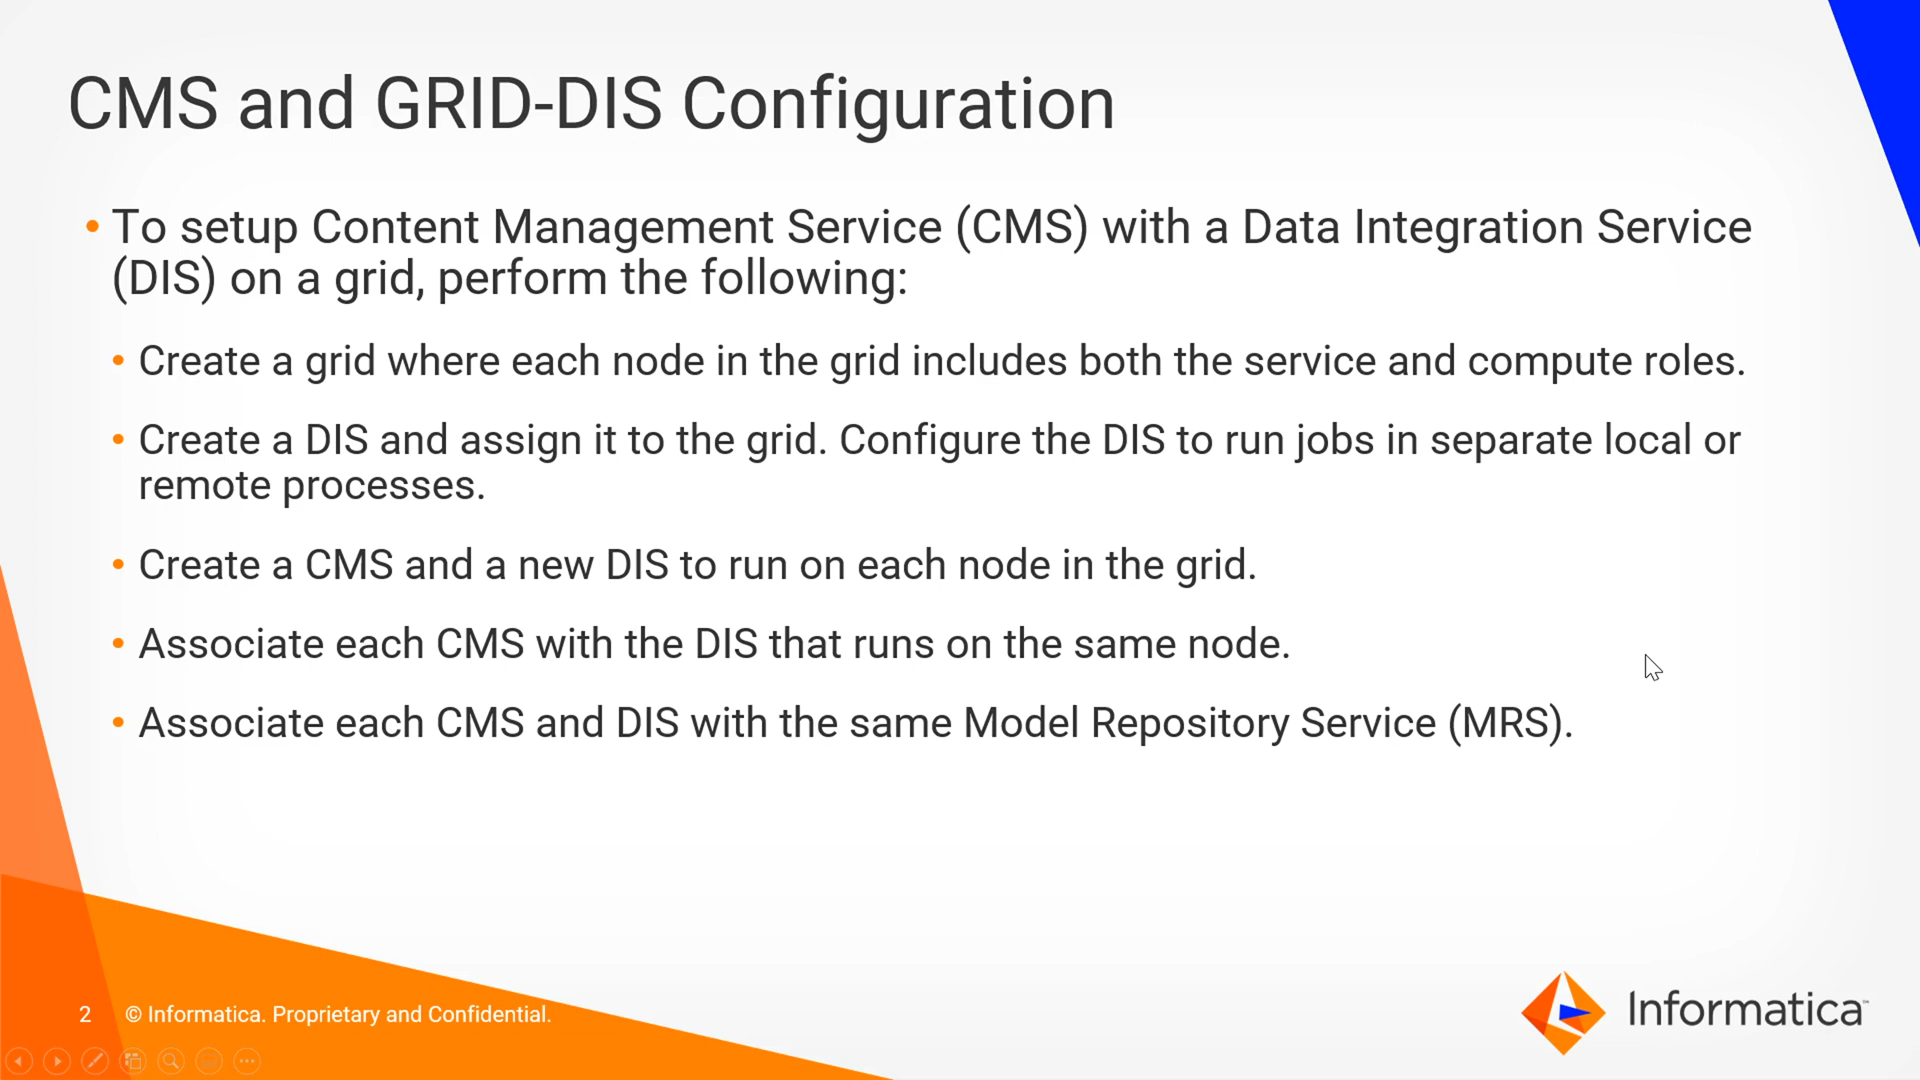 CMS and GRID-DIS Configuration
• To setup Content Management Service (CMS) with a Data Integration Service
(DIS) on a grid, perform the following:
• Create a grid where each node in the grid includes both the service and compute roles.
• Create a DIS and assign it to the grid. Configure the DIS to run jobs in separate local or
remote processes.
• Create a CMS and a new DIS to run on each node in the grid.
• Associate each CMS with the DIS that runs on the same node.
• Associate each CMS and DIS with the same Model Repository Service (MRS).
2 © Informatica. Proprietary and Confidential.
Informatica™